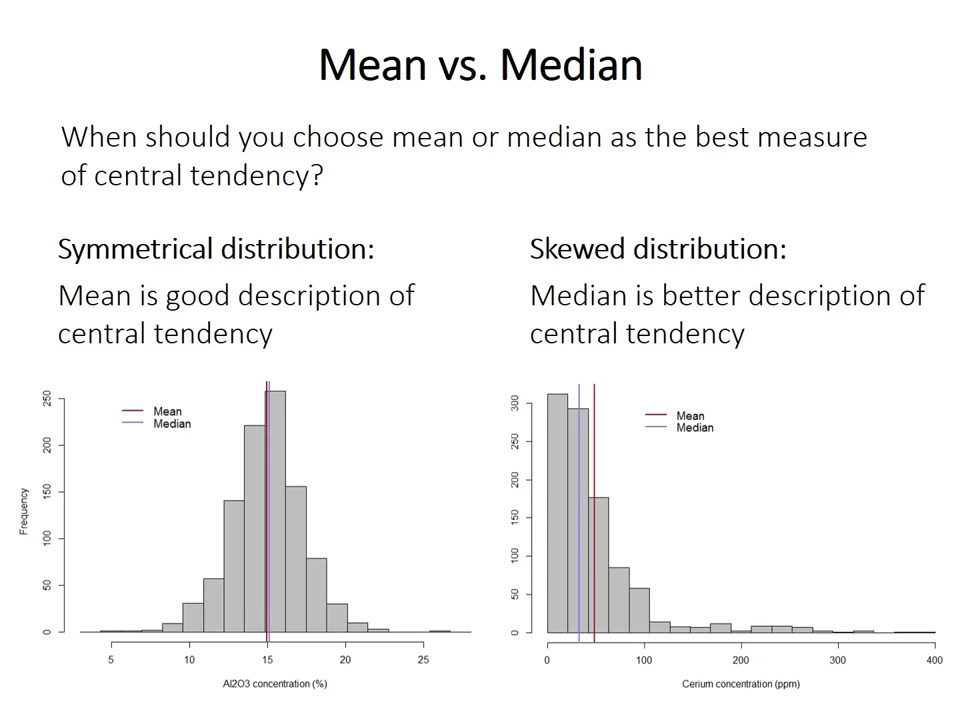 Mean vs. Median
When should you choose mean or median as the best measure
of central tendency?
Symmetrical distribution:
Mean is good description of
central tendency
Skewed distribution:
Median is better description of
central tendency
Mean
Median
Frequency
250
200
150
100
50
0
5 10 15 20 25
Al2O3 concentration (%)
Mean
Median
300
250
200
150
100
50
0
0 100 200 300 400
Cerium concentration (ppm)